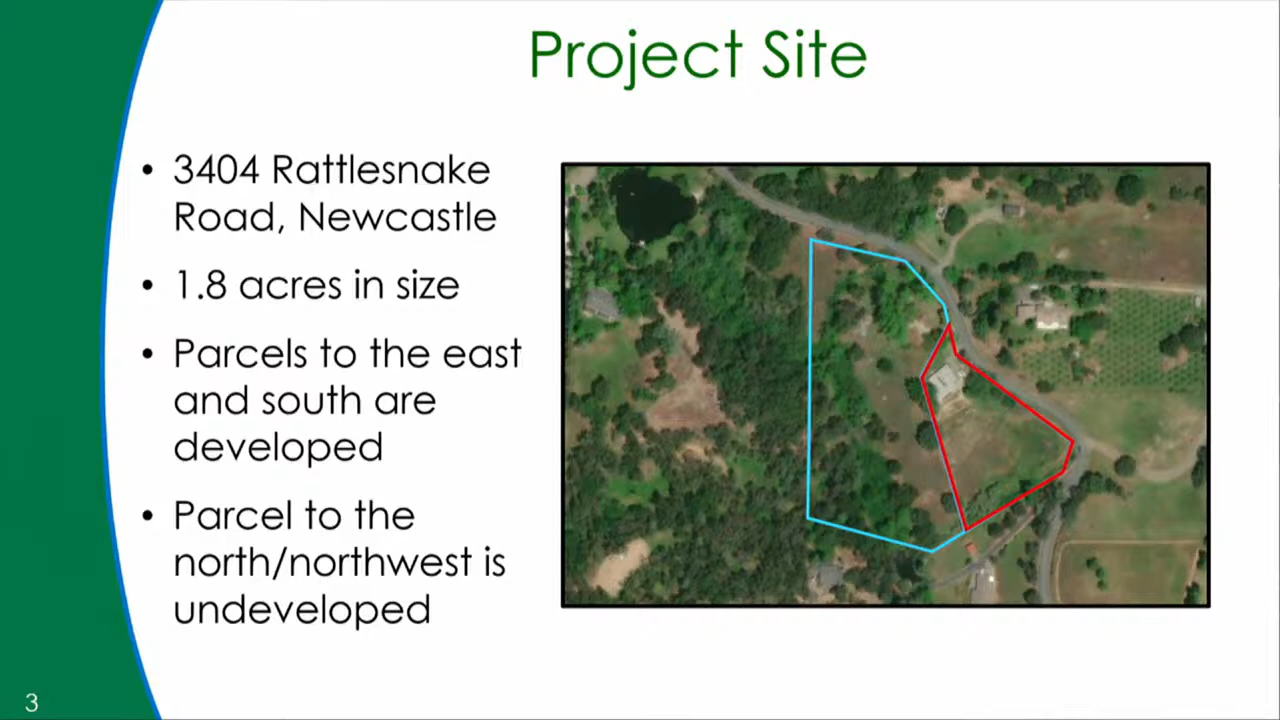 Project Site
• 3404 Rattlesnake
Road, Newcastle
• 1.8 acres in size
• Parcels to the east
and south are
developed
• Parcel to the
north/northwest is
undeveloped
3